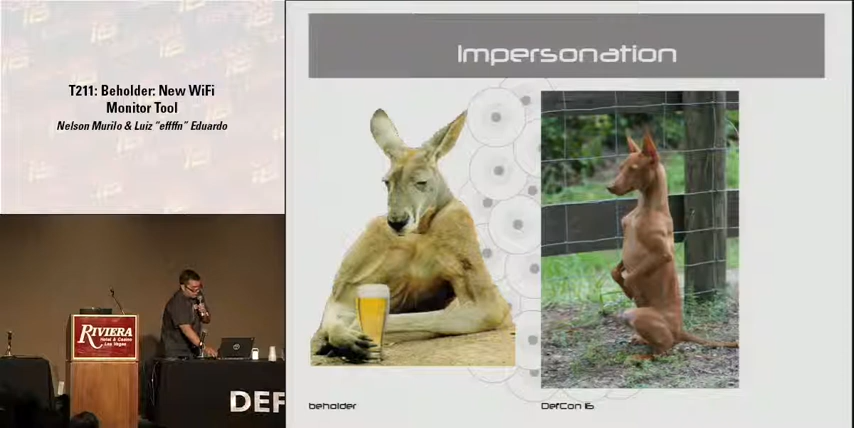 T211: Beholder: New WiFi
Monitor Tool
Nelson Murilo & Luiz "effffn" Eduardo
Impersonation
RIVIERA
Hotel & Casino
Las Vegas
DEF
beholder
DefCon 16